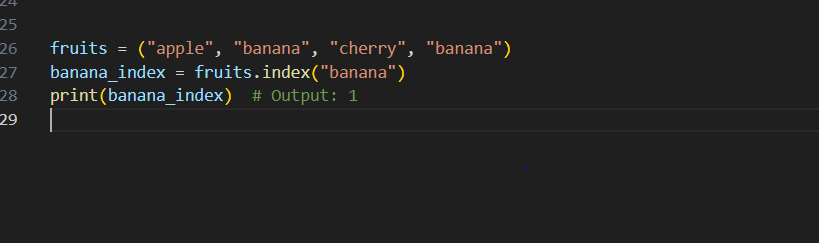 24
25
26 fruits = ("apple", "banana", "cherry", "banana")
27 banana_index = fruits.index("banana")
28 print(banana_index)  # Output: 1
29